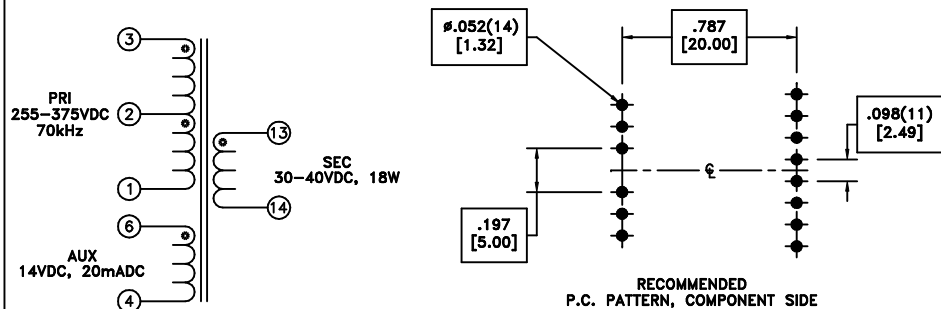 3
PRI
255-375VDC
70kHz
2
1
6
AUX
14VDC, 20mADC
4
13
SEC
30-40VDC, 18W
14
ø.052(14)
[1.32]
.787
[20.00]
.098(11)
[2.49]
℄
.197
[5.00]
RECOMMENDED
P.C. PATTERN, COMPONENT SIDE